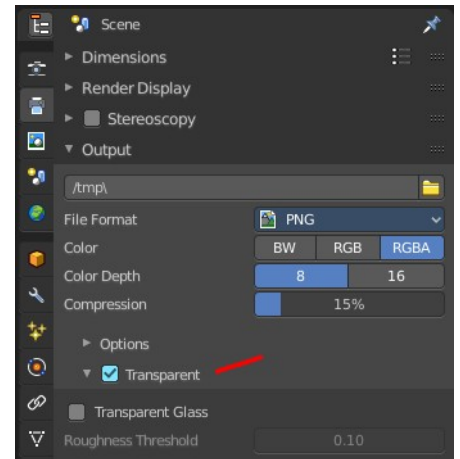 Scene
Dimensions
Render Display
Stereoscopy
Output
/tmp\
File Format PNG
Color BW RGB RGBA
Color Depth 8 16
Compression 15%
Options
Transparent
Transparent Glass
Roughness Threshold 0.10